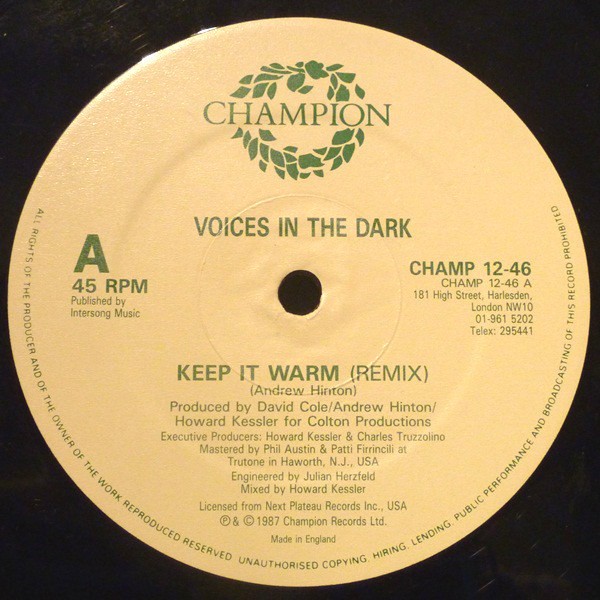 CHAMPION
VOICES IN THE DARK
A
45 RPM
Published by
Intersong Music
CHAMP 12-46
CHAMP 12-46 A
181 High Street, Harlesden,
London NW10
01-961 5202
Telex: 295441
KEEP IT WARM (REMIX)
(Andrew Hinton)
Produced by David Cole/Andrew Hinton/
Howard Kessler for Colton Productions
Executive Producers: Howard Kessler & Charles Truzzolino
Mastered by Phil Austin & Patti Firrincili at
Trutone in Haworth, N.J., USA
Engineered by Julian Herzfeld
Mixed by Howard Kessler
Licensed from Next Plateau Records Inc., USA
Ⓟ & © 1987 Champion Records Ltd.
Made in England
ALL RIGHTS OF THE PRODUCER AND OF THE OWNER OF THE WORK REPRODUCED RESERVED. UNAUTHORISED COPYING, HIRING, LENDING, PUBLIC PERFORMANCE AND BROADCASTING OF THIS RECORD PROHIBITED